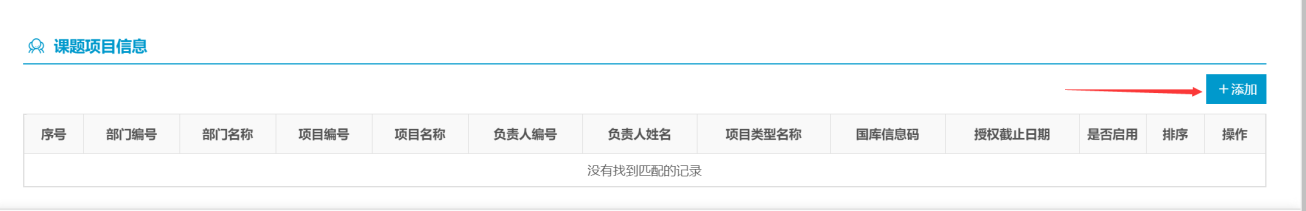 课题项目信息
+添加
序号 部门编号 部门名称 项目编号 项目名称 负责人编号 负责人姓名 项目类型名称 国库信息码 授权截止日期 是否启用 排序 操作
没有找到匹配的记录